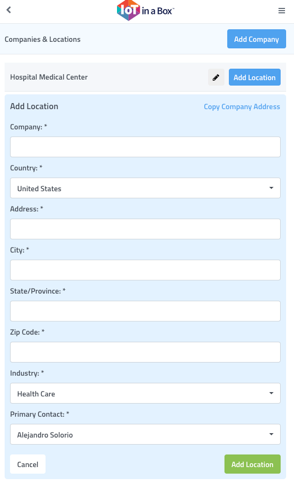 IOT in a Box™
Companies & Locations
Add Company
Hospital Medical Center
Add Location
Add Location
Copy Company Address
Company: *
Country: *
United States
Address: *
City: *
State/Province: *
Zip Code: *
Industry: *
Health Care
Primary Contact: *
Alejandro Solorio
Cancel
Add Location